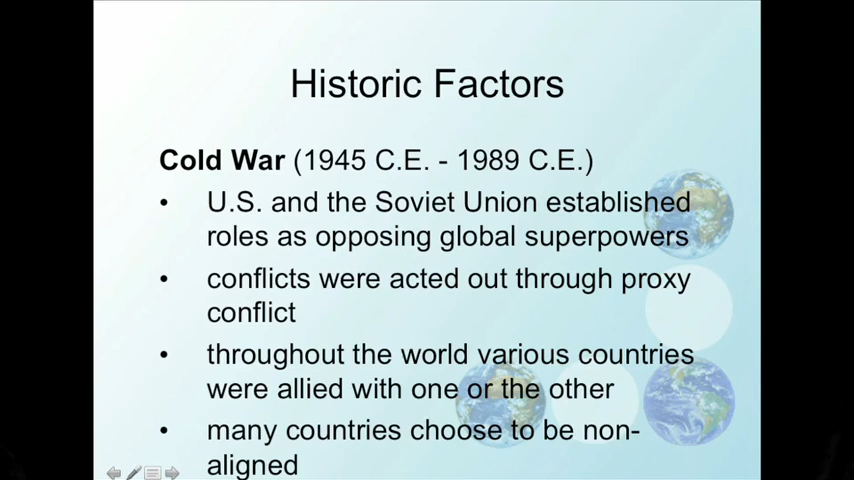 Historic Factors
Cold War (1945 C.E. - 1989 C.E.)
• U.S. and the Soviet Union established
roles as opposing global superpowers
• conflicts were acted out through proxy
conflict
• throughout the world various countries
were allied with one or the other
• many countries choose to be non-
aligned